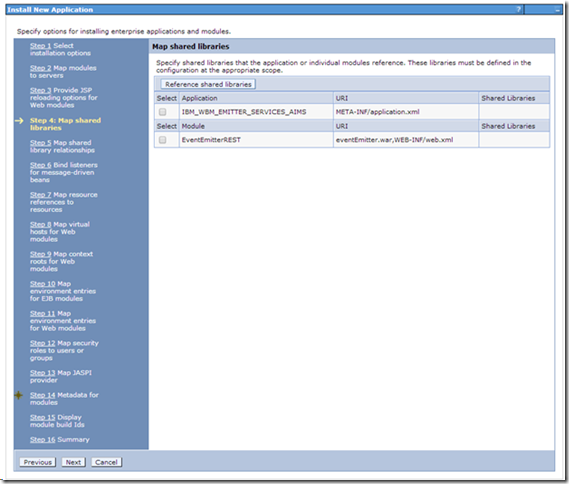 Install New Application ? –
Specify options for installing enterprise applications and modules.
Step 1 Select
installation options
Step 2 Map modules
to servers
Step 3 Provide JSP
reloading options for
Web modules
Step 4: Map shared
libraries
Step 5 Map shared
library relationships
Step 6 Bind listeners
for message-driven
beans
Step 7 Map resource
references to
resources
Step 8 Map virtual
hosts for Web
modules
Step 9 Map context
roots for Web
modules
Step 10 Map
environment entries
for EJB modules
Step 11 Map
environment entries
for Web modules
Step 12 Map security
roles to users or
groups
Step 13 Map JASPI
provider
Step 14 Metadata for
modules
Step 15 Display
module build Ids
Step 16 Summary
Map shared libraries
Specify shared libraries that the application or individual modules reference. These libraries must be defined in the
configuration at the appropriate scope.
Reference shared libraries
Select Application URI Shared Libraries
IBM_WBM_EMITTER_SERVICES_AIMS META-INF/application.xml
Select Module URI Shared Libraries
EventEmitterREST eventEmitter.war,WEB-INF/web.xml
Previous Next Cancel